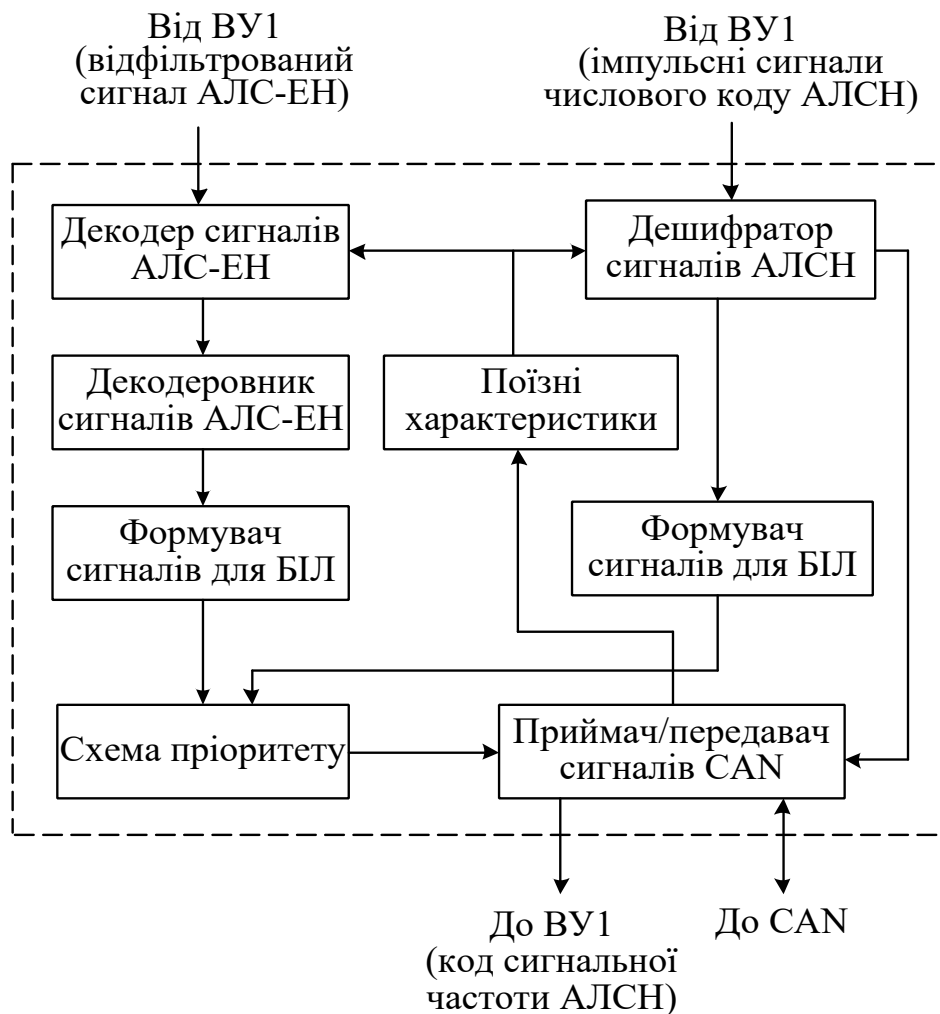 Від ВУ1
(відфільтрований
сигнал АЛС-ЕН)
Від ВУ1
(імпульсні сигнали
числового коду АЛСН)
Декодер сигналів
АЛС-ЕН
Дешифратор
сигналів АЛСН
Декодеровник
сигналів АЛС-ЕН
Поїзні
характеристики
Формувач
сигналів для БІЛ
Формувач
сигналів для БІЛ
Схема пріоритету
Приймач/передавач
сигналів CAN
До ВУ1
(код сигнальної
частоти АЛСН)
До CAN